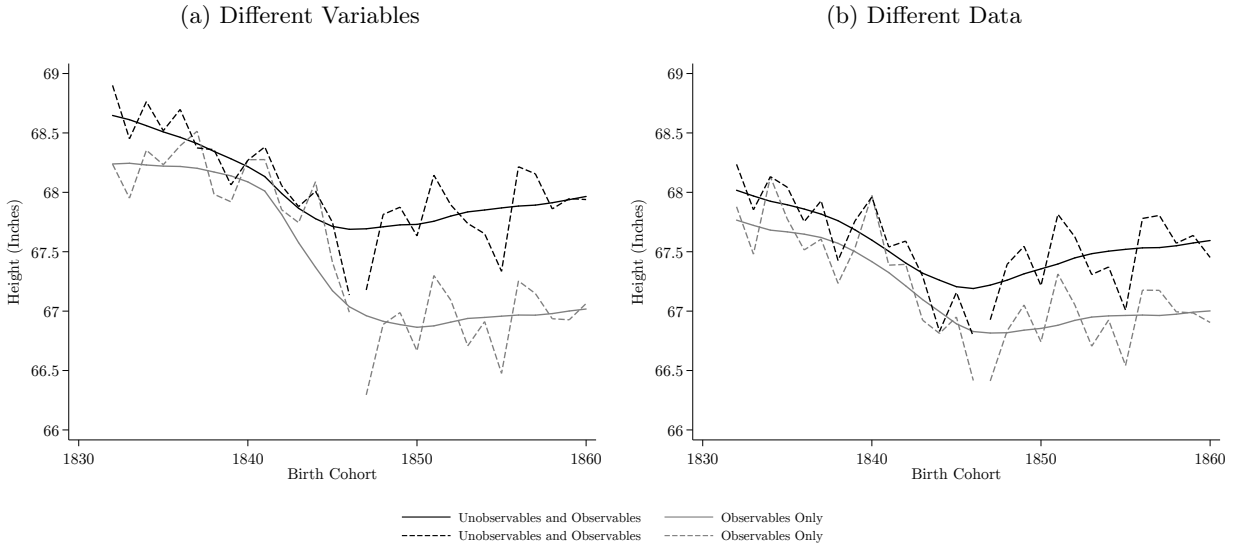 (a) Different Variables
(b) Different Data
69
68.5
68
67.5
67
66.5
66
Height (Inches)
1830
1840
1850
1860
Birth Cohort
69
68.5
68
67.5
67
66.5
66
Height (Inches)
1830
1840
1850
1860
Birth Cohort
Unobservables and Observables
Observables Only
Unobservables and Observables
Observables Only